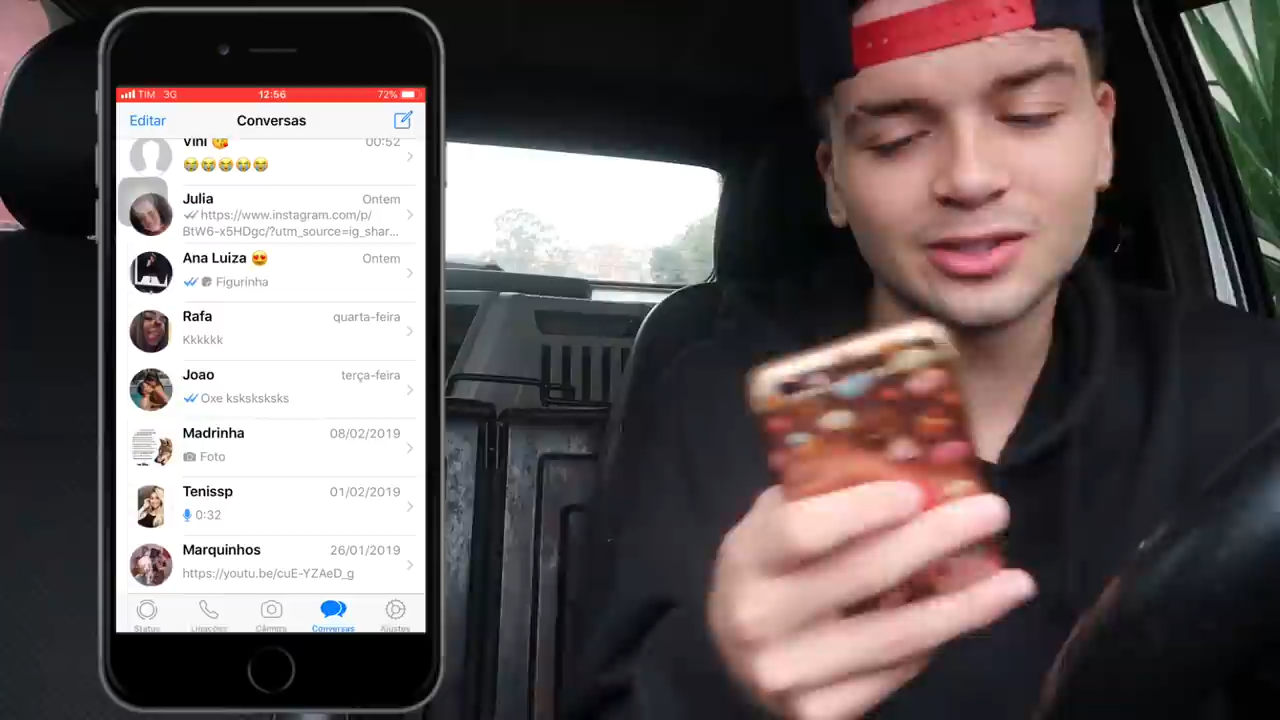 TIM 3G 12:56 72%
Editar Conversas
Vini 😘 00:52
😂😂😂😂😂
Julia Ontem
https://www.instagram.com/p/
BtW6-x5HDgc/?utm_source=ig_shar...
Ana Luiza 😍 Ontem
Figurinha
Rafa quarta-feira
Kkkkkk
Joao terça-feira
Oxe ksksksksks
Madrinha 08/02/2019
Foto
Tenissp 01/02/2019
0:32
Marquinhos 26/01/2019
https://youtu.be/cuE-YZAeD_g
Status Ligações Câmera Conversas Ajustes